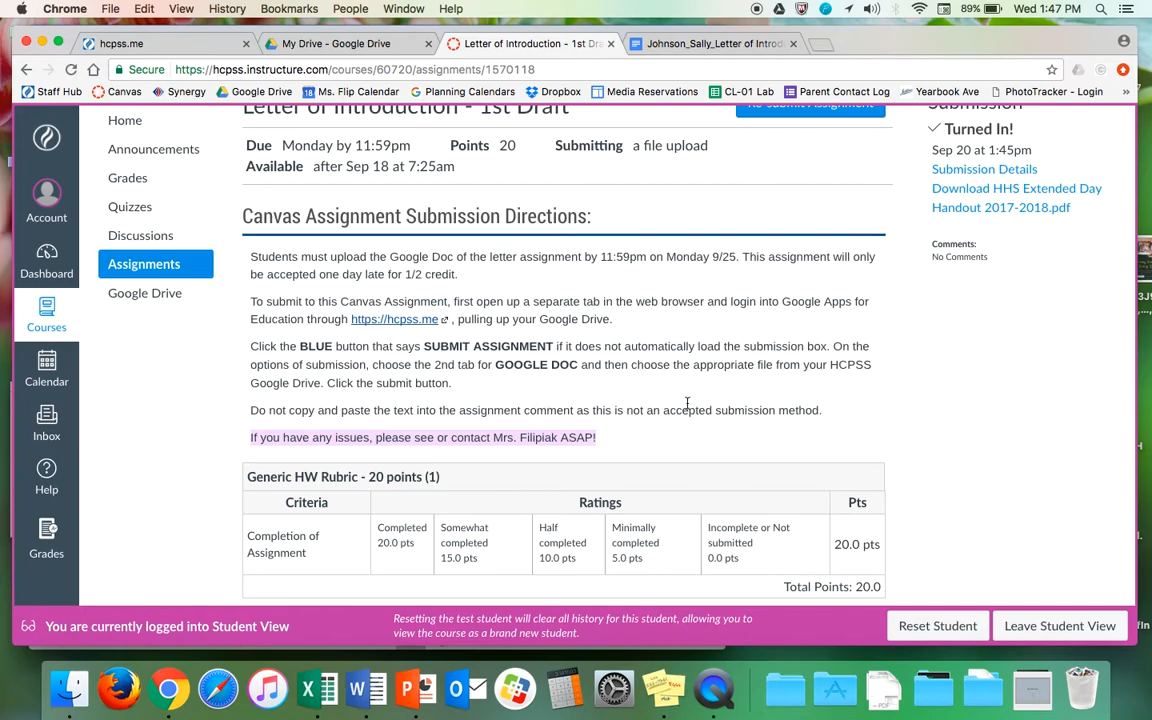 Chrome File Edit View History Bookmarks People Window Help 89% Wed 1:47 PM
hcpss.me
My Drive - Google Drive
Letter of Introduction - 1st Dra
Johnson_Sally_Letter of Introd
Secure https://hcpss.instructure.com/courses/60720/assignments/1570118
Staff Hub Canvas Synergy Google Drive 18 Ms. Flip Calendar Planning Calendars Dropbox Media Reservations CL-01 Lab Parent Contact Log Yearbook Ave PhotoTracker - Login »
Account
Dashboard
Courses
Calendar
Inbox
Help
Grades
Home
Announcements
Grades
Quizzes
Discussions
Assignments
Google Drive
Letter of Introduction - 1st Draft
Re-submit Assignment
Due Monday by 11:59pm Points 20 Submitting a file upload
Available after Sep 18 at 7:25am
Canvas Assignment Submission Directions:
Students must upload the Google Doc of the letter assignment by 11:59pm on Monday 9/25. This assignment will only
be accepted one day late for 1/2 credit.
To submit to this Canvas Assignment, first open up a separate tab in the web browser and login into Google Apps for
Education through https://hcpss.me , pulling up your Google Drive.
Click the BLUE button that says SUBMIT ASSIGNMENT if it does not automatically load the submission box. On the
options of submission, choose the 2nd tab for GOOGLE DOC and then choose the appropriate file from your HCPSS
Google Drive. Click the submit button.
Do not copy and paste the text into the assignment comment as this is not an accepted submission method.
If you have any issues, please see or contact Mrs. Filipiak ASAP!
Generic HW Rubric - 20 points (1)
Criteria Ratings Pts
Completion of
Assignment
Completed
20.0 pts
Somewhat
completed
15.0 pts
Half
completed
10.0 pts
Minimally
completed
5.0 pts
Incomplete or Not
submitted
0.0 pts
20.0 pts
Total Points: 20.0
Submission
Turned In!
Sep 20 at 1:45pm
Submission Details
Download HHS Extended Day
Handout 2017-2018.pdf
Comments:
No Comments
You are currently logged into Student View
Resetting the test student will clear all history for this student, allowing you to
view the course as a brand new student.
Reset Student
Leave Student View